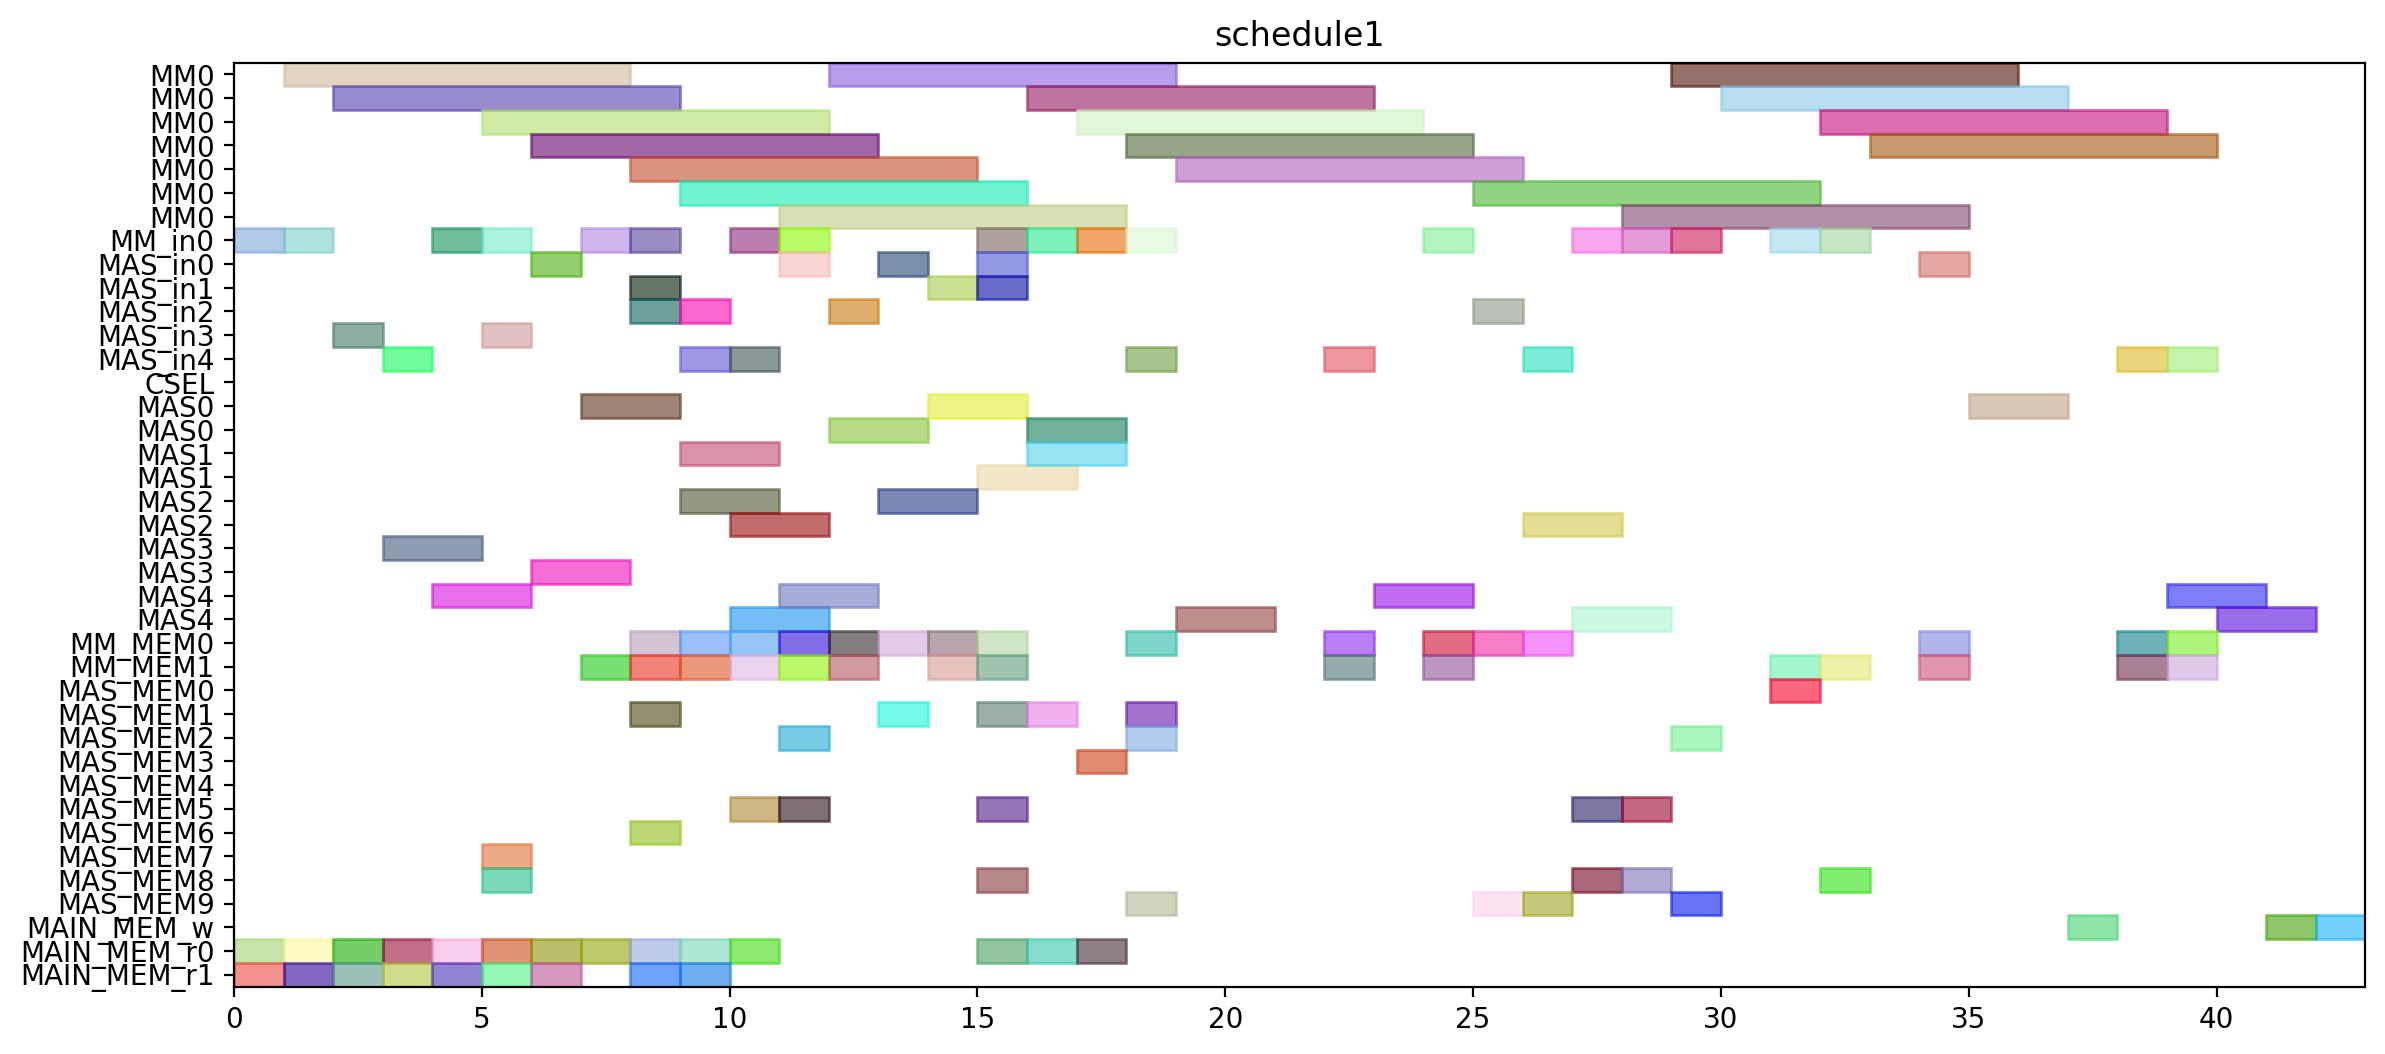 schedule1
MM0
MM0
MM0
MM0
MM0
MM0
MM0
MM_in0
MAS_in0
MAS_in1
MAS_in2
MAS_in3
MAS_in4
CSEL
MAS0
MAS0
MAS1
MAS1
MAS2
MAS2
MAS3
MAS3
MAS4
MAS4
MM_MEM0
MM_MEM1
MAS_MEM0
MAS_MEM1
MAS_MEM2
MAS_MEM3
MAS_MEM4
MAS_MEM5
MAS_MEM6
MAS_MEM7
MAS_MEM8
MAS_MEM9
MAIN_MEM_w
MAIN_MEM_r0
MAIN_MEM_r1
0 5 10 15 20 25 30 35 40